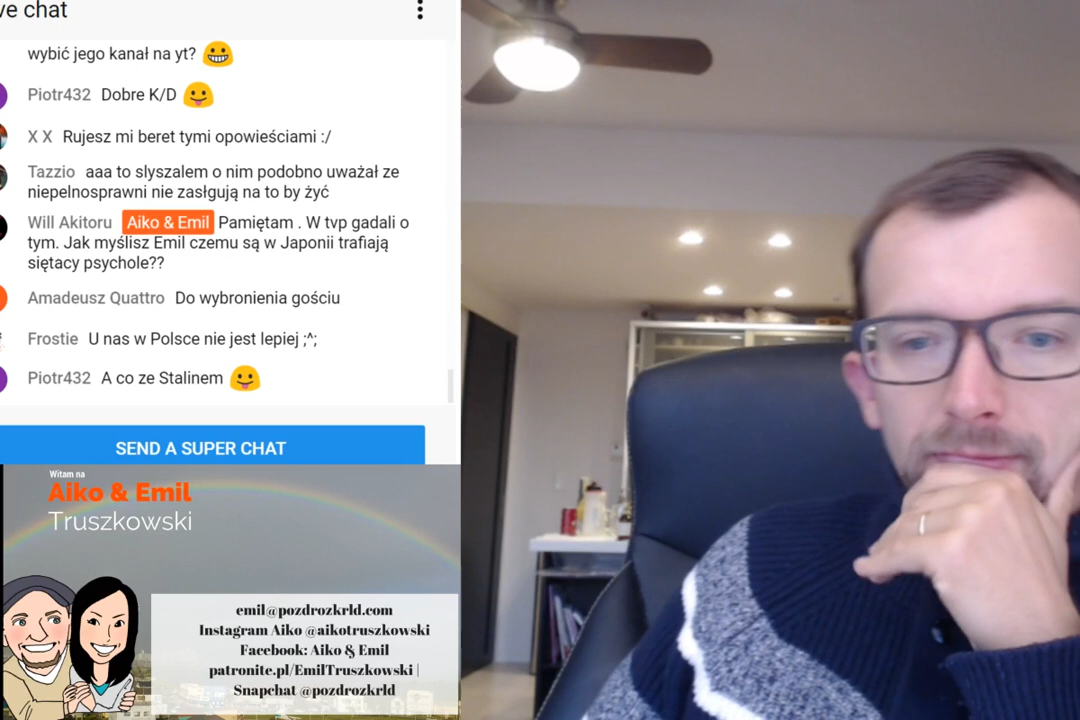 ve chat
wybić jego kanał na yt? 😀
Piotr432 Dobre K/D 😛
X X Rujesz mi beret tymi opowieściami :/
Tazzio aaa to slyszalem o nim podobno uważał ze
niepelnosprawni nie zasłgują na to by żyć
Will Akitoru Aiko & Emil Pamiętam . W tvp gadali o
tym. Jak myślisz Emil czemu są w Japonii trafiają
siętacy psychole??
Amadeusz Quattro Do wybronienia gościu
Frostie U nas w Polsce nie jest lepiej ;^;
Piotr432 A co ze Stalinem 😛
SEND A SUPER CHAT
Witam na
Aiko & Emil
Truszkowski
emil@pozdrozkrld.com
Instagram Aiko @aikotruszkowski
Facebook: Aiko & Emil
patronite.pl/EmilTruszkowski |
Snapchat @pozdrozkrld